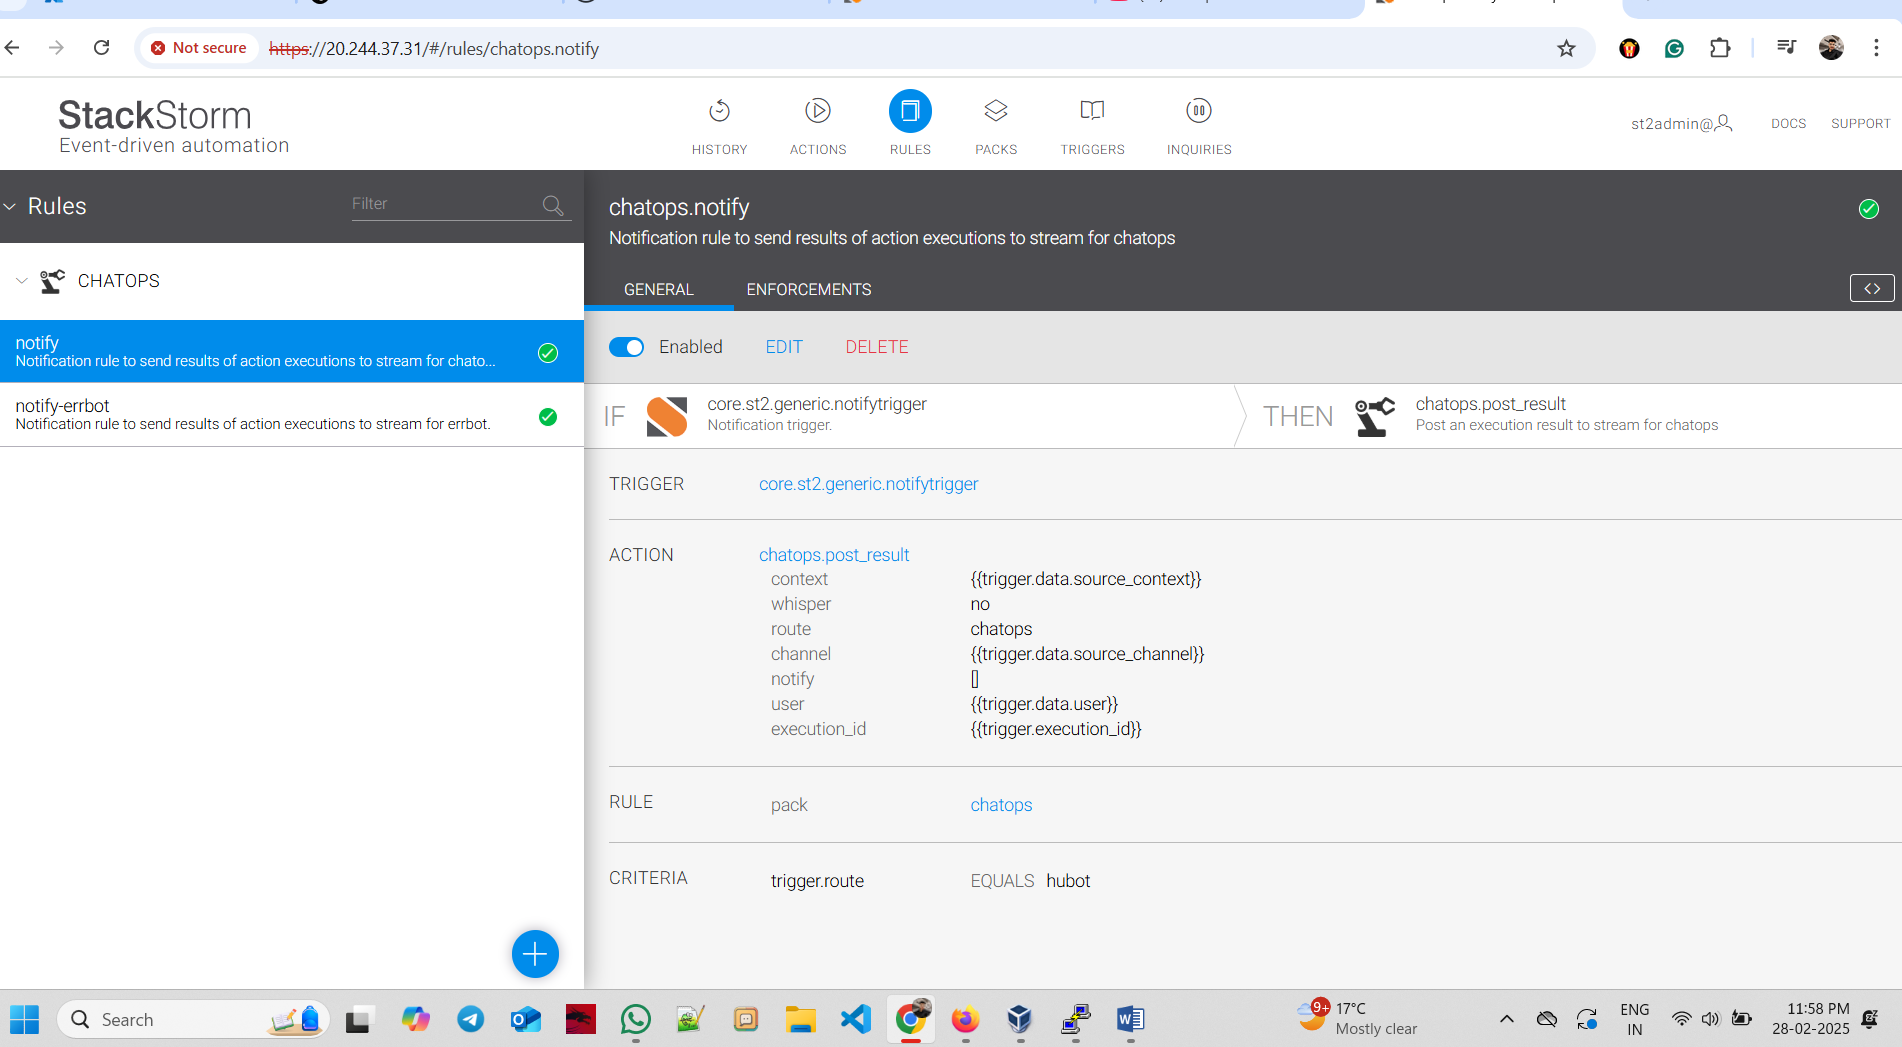 Not secure
https://20.244.37.31/#/rules/chatops.notify
StackStorm
Event-driven automation
HISTORY
ACTIONS
RULES
PACKS
TRIGGERS
INQUIRIES
st2admin@
DOCS
SUPPORT
Rules
Filter
CHATOPS
notify
Notification rule to send results of action executions to stream for chato...
notify-errbot
Notification rule to send results of action executions to stream for errbot.
chatops.notify
Notification rule to send results of action executions to stream for chatops
GENERAL
ENFORCEMENTS
<>
Enabled
EDIT
DELETE
IF
core.st2.generic.notifytrigger
Notification trigger.
THEN
chatops.post_result
Post an execution result to stream for chatops
TRIGGER
core.st2.generic.notifytrigger
ACTION
chatops.post_result
context {{trigger.data.source_context}}
whisper no
route chatops
channel {{trigger.data.source_channel}}
notify []
user {{trigger.data.user}}
execution_id {{trigger.execution_id}}
RULE
pack chatops
CRITERIA
trigger.route EQUALS hubot
Search
9+
17°C
Mostly clear
ENG
IN
11:58 PM
28-02-2025